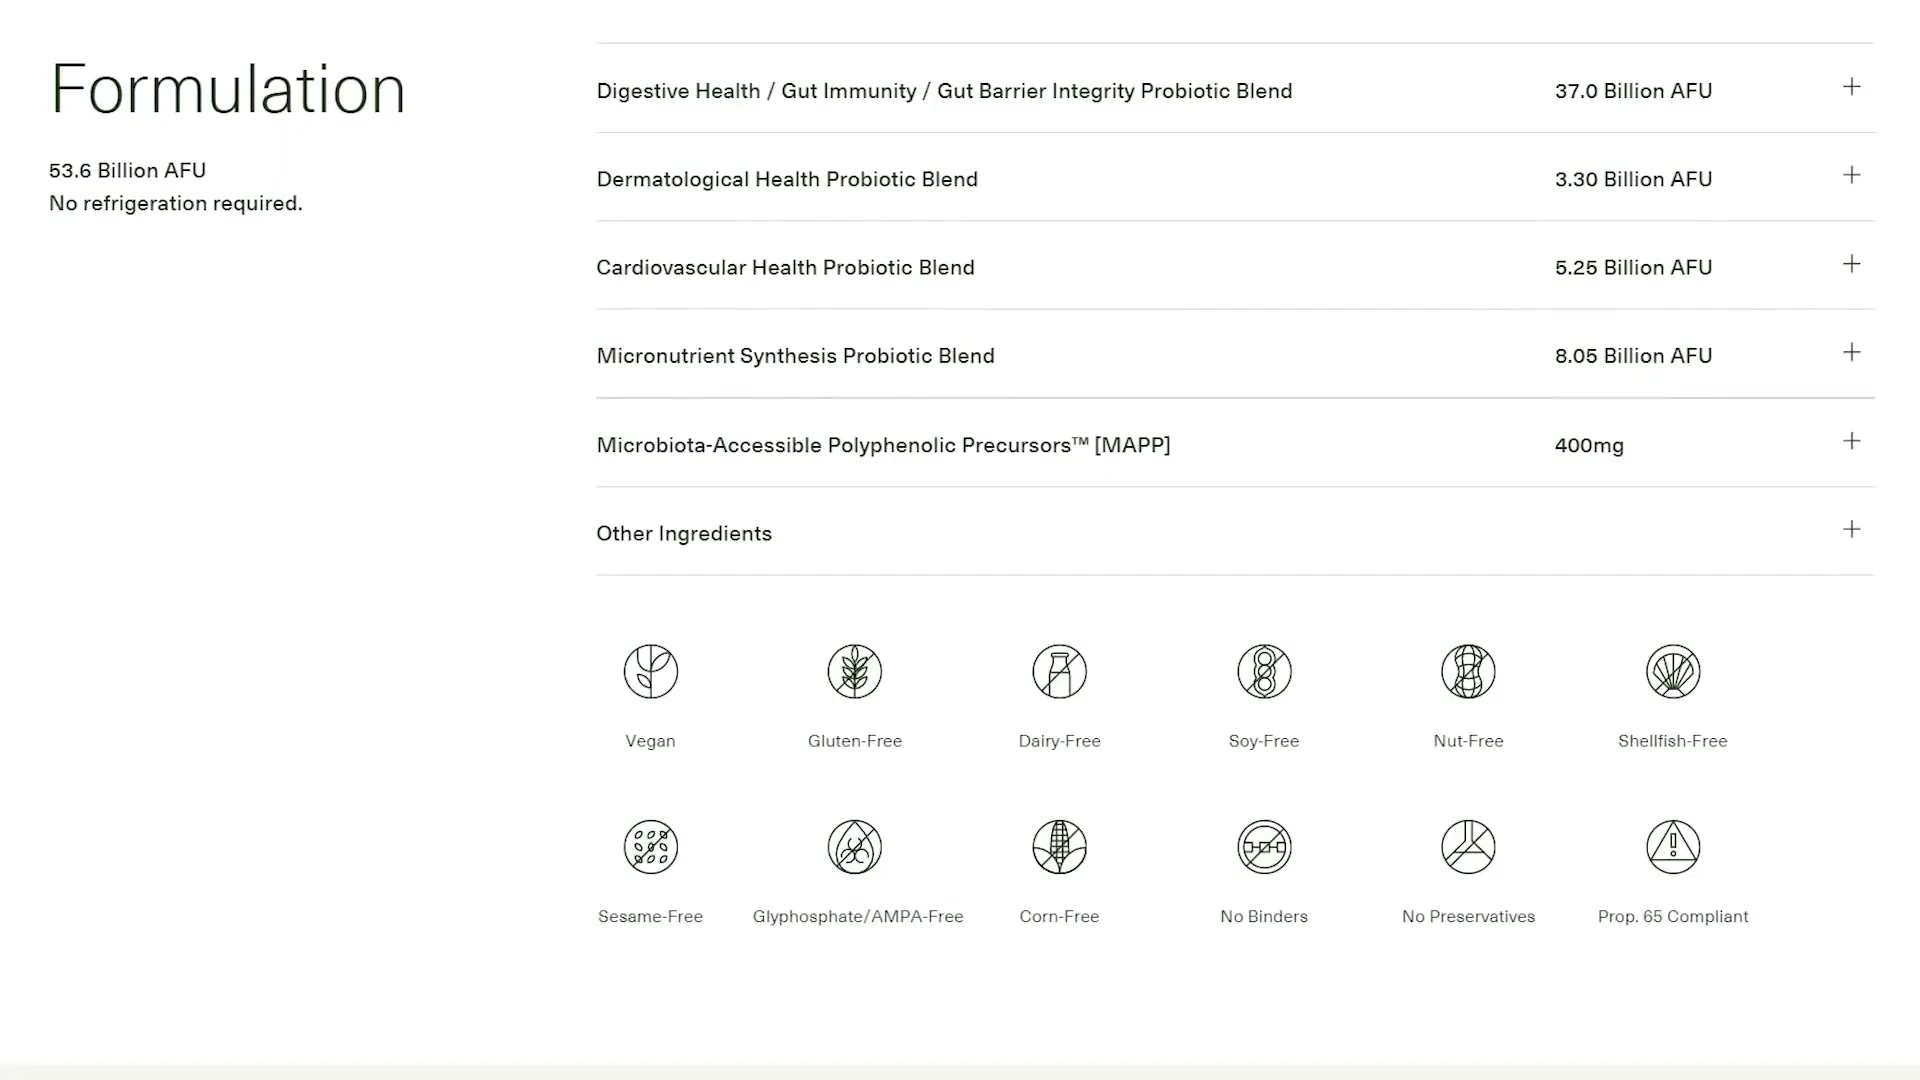 Formulation
53.6 Billion AFU
No refrigeration required.
Digestive Health / Gut Immunity / Gut Barrier Integrity Probiotic Blend 37.0 Billion AFU +
Dermatological Health Probiotic Blend 3.30 Billion AFU +
Cardiovascular Health Probiotic Blend 5.25 Billion AFU +
Micronutrient Synthesis Probiotic Blend 8.05 Billion AFU +
Microbiota-Accessible Polyphenolic Precursors™ [MAPP] 400mg +
Other Ingredients +
Vegan Gluten-Free Dairy-Free Soy-Free Nut-Free Shellfish-Free
Sesame-Free Glyphosphate/AMPA-Free Corn-Free No Binders No Preservatives Prop. 65 Compliant